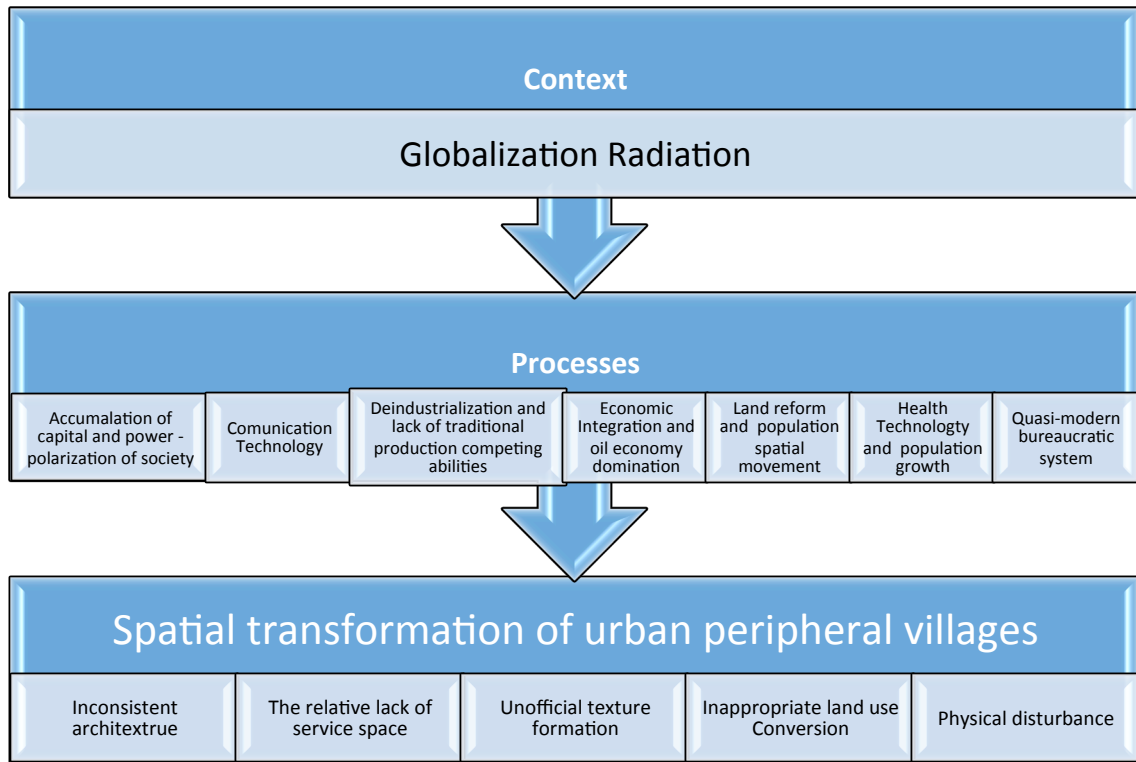 Context
Globalization Radiation
Processes
Accumalation of
capital and power -
polarization of society
Comunication
Technology
Deindustrialization and
lack of traditional
production competing
abilities
Economic
Integration and
oil economy
domination
Land reform
and population
spatial
movement
Health
Technology
and population
growth
Quasi-modern
bureaucratic
system
Spatial transformation of urban peripheral villages
Inconsistent
architextrue
The relative lack of
service space
Unofficial texture
formation
Inappropriate land use
Conversion
Physical disturbance